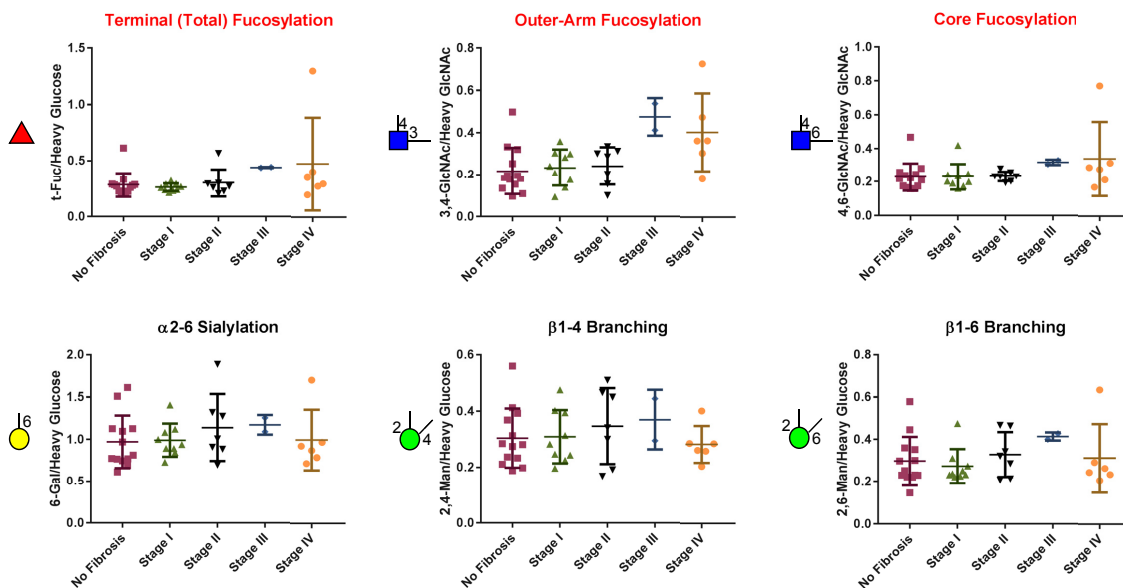 Terminal (Total) Fucosylation
t-Fuc/Heavy Glucose
1.5
1.0
0.5
0.0
No Fibrosis
Stage I
Stage II
Stage III
Stage IV
Outer-Arm Fucosylation
4
3
3,4-GlcNAc/Heavy GlcNAc
0.8
0.6
0.4
0.2
0.0
No Fibrosis
Stage I
Stage II
Stage III
Stage IV
Core Fucosylation
4
6
4,6-GlcNAc/Heavy GlcNAc
1.0
0.8
0.6
0.4
0.2
0.0
No Fibrosis
Stage I
Stage II
Stage III
Stage IV
α2-6 Sialylation
6
6-Gal/Heavy Glucose
2.0
1.5
1.0
0.5
0.0
No Fibrosis
Stage I
Stage II
Stage III
Stage IV
β1-4 Branching
2
4
2,4-Man/Heavy Glucose
0.6
0.4
0.2
0.0
No Fibrosis
Stage I
Stage II
Stage III
Stage IV
β1-6 Branching
2
6
2,6-Man/Heavy Glucose
0.8
0.6
0.4
0.2
0.0
No Fibrosis
Stage I
Stage II
Stage III
Stage IV